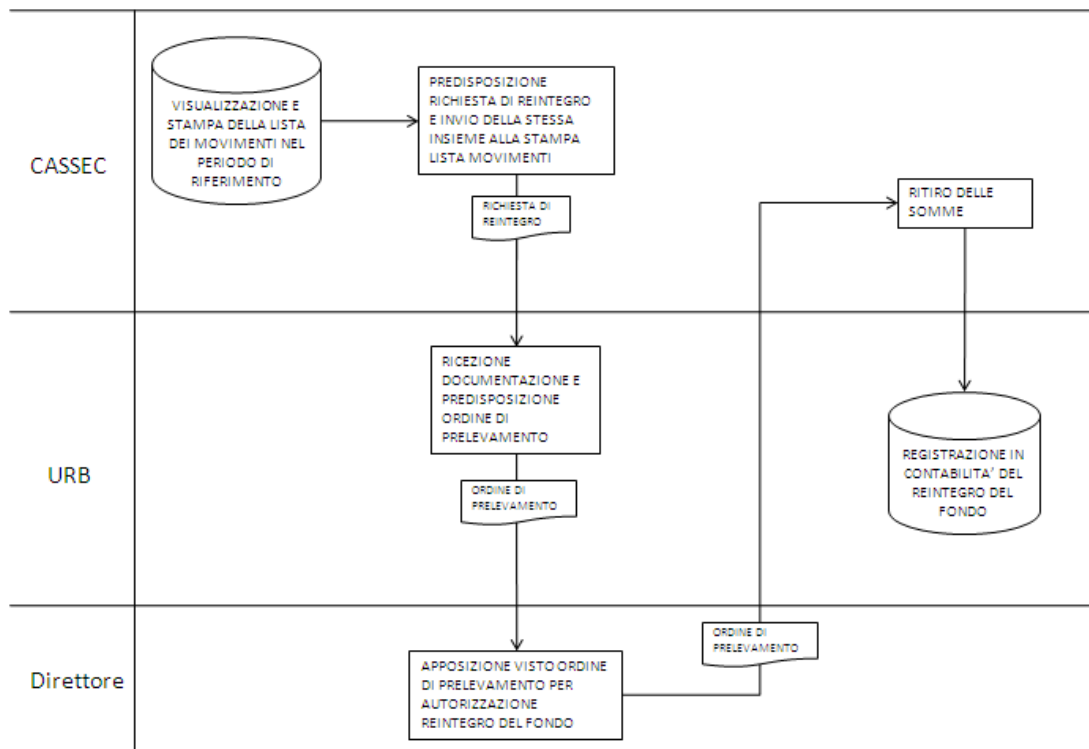 CASSEC
VISUALIZZAZIONE E
STAMPA DELLA LISTA
DEI MOVIMENTI NEL
PERIODO DI
RIFERIMENTO
PREDISPOSIZIONE
RICHIESTA DI REINTEGRO
E INVIO DELLA STESSA
INSIEME ALLA STAMPA
LISTA MOVIMENTI
RICHIESTA DI
REINTEGRO
RITIRO DELLE
SOMME
URB
RICEZIONE
DOCUMENTAZIONE E
PREDISPOSIZIONE
ORDINE DI
PRELEVAMENTO
ORDINE DI
PRELEVAMENTO
REGISTRAZIONE IN
CONTABILITA’ DEL
REINTEGRO DEL
FONDO
Direttore
APPOSIZIONE VISTO ORDINE
DI PRELEVAMENTO PER
AUTORIZZAZIONE
REINTEGRO DEL FONDO
ORDINE DI
PRELEVAMENTO